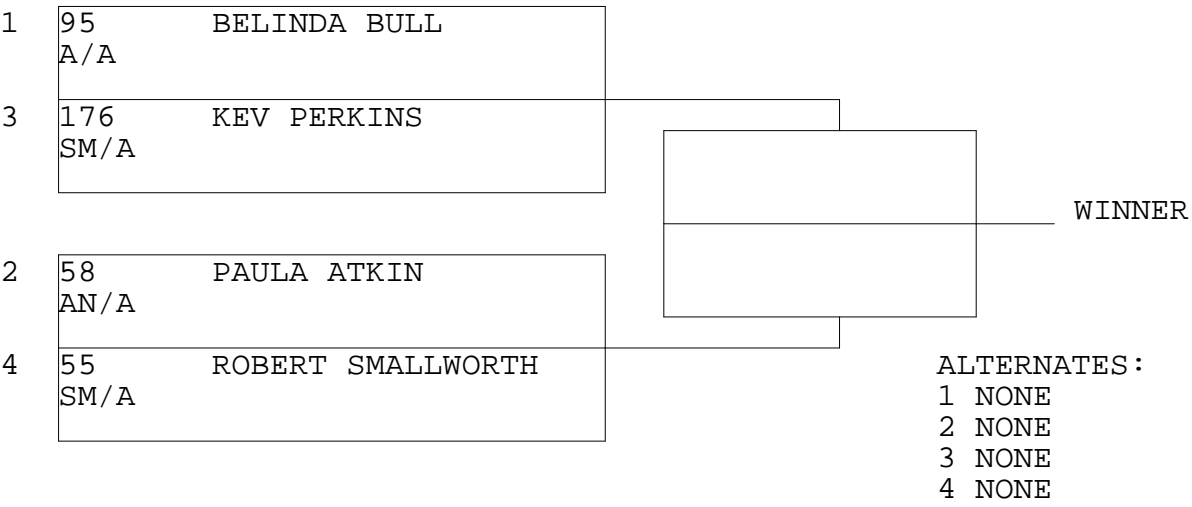 1 95 BELINDA BULL
A/A
3 176 KEV PERKINS
SM/A
WINNER
2 58 PAULA ATKIN
AN/A
4 55 ROBERT SMALLWORTH
SM/A
ALTERNATES:
1 NONE
2 NONE
3 NONE
4 NONE